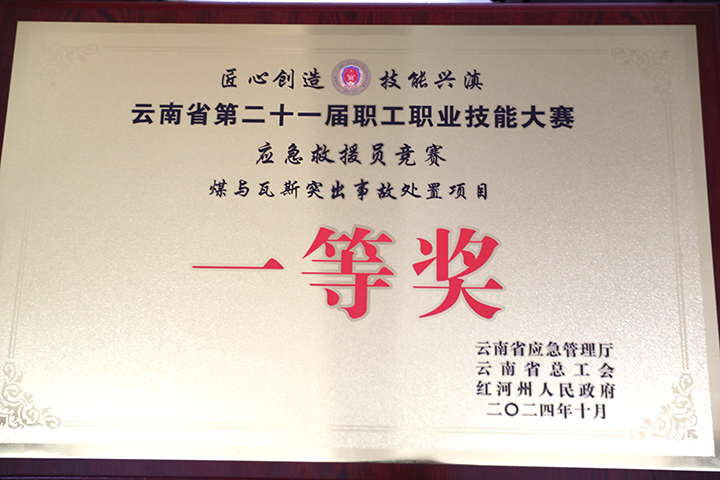 匠心创造 技能兴滇
云南省第二十一届职工职业技能大赛
应急救援员竞赛
煤与瓦斯突出事故处置项目
一等奖
云南省应急管理厅
云南省总工会
红河州人民政府
二〇二四年十月